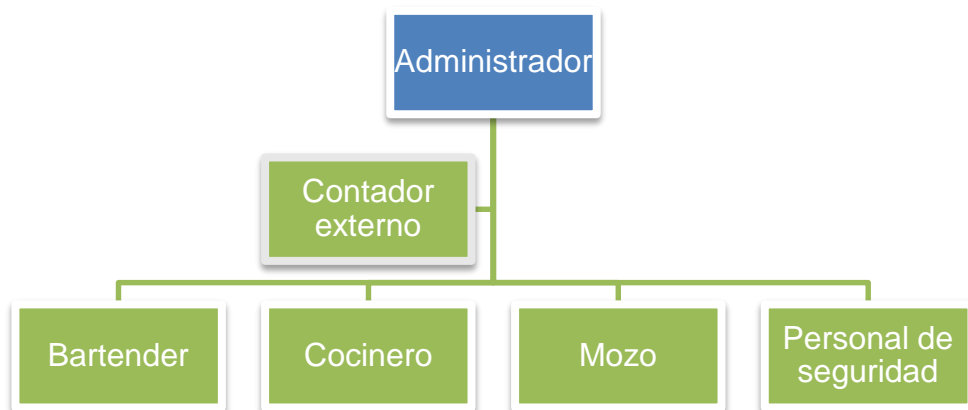 Administrador
Contador
externo
Bartender
Cocinero
Mozo
Personal de
seguridad